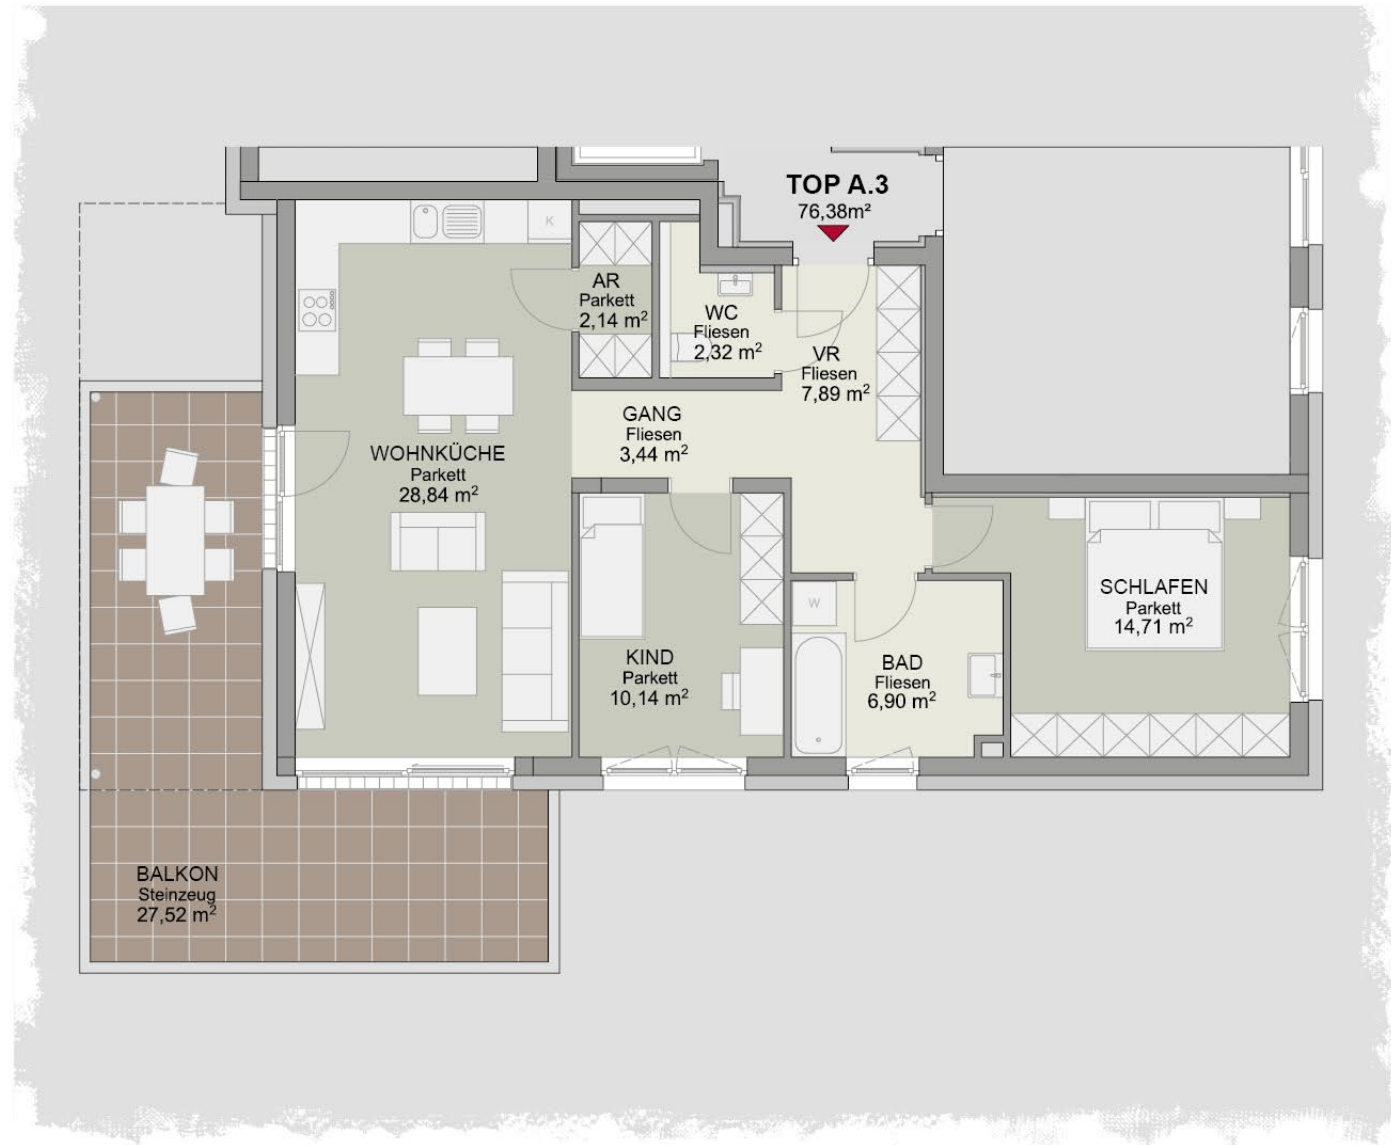 TOP A.3
76,38m²
K
AR
Parkett
2,14 m²
WC
Fliesen
2,32 m²
VR
Fliesen
7,89 m²
GANG
Fliesen
3,44 m²
WOHNKÜCHE
Parkett
28,84 m²
SCHLAFEN
Parkett
14,71 m²
W
KIND
Parkett
10,14 m²
BAD
Fliesen
6,90 m²
BALKON
Steinzeug
27,52 m²